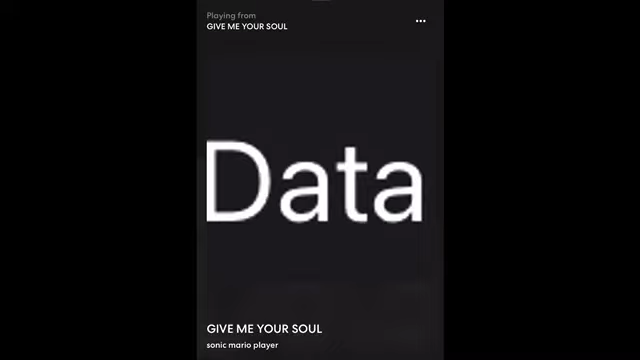 Playing from
GIVE ME YOUR SOUL
Data
GIVE ME YOUR SOUL
sonic mario player